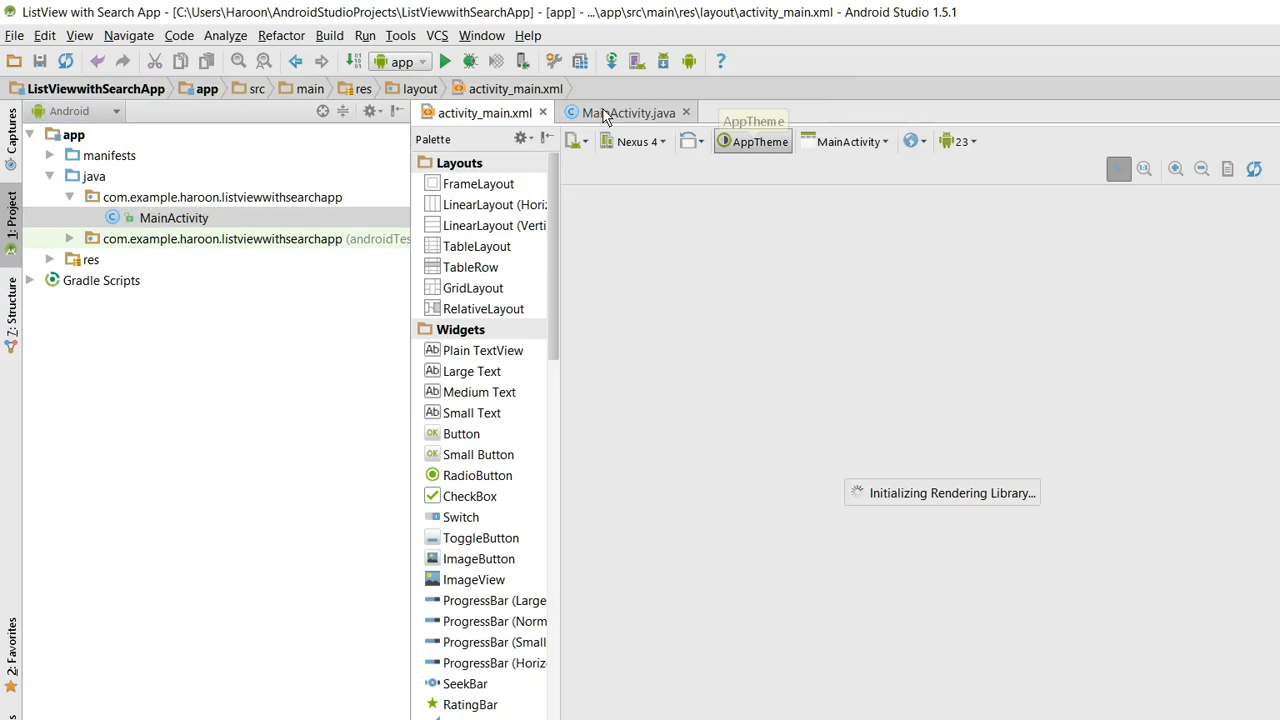 ListView with Search App - [C:\Users\Haroon\AndroidStudioProjects\ListViewwithSearchApp] - [app] - ...\app\src\main\res\layout\activity_main.xml - Android Studio 1.5.1
File Edit View Navigate Code Analyze Refactor Build Run Tools VCS Window Help
app
ListViewwithSearchApp app src main res layout activity_main.xml
Captures
1: Project
7: Structure
2: Favorites
Android
app
manifests
java
com.example.haroon.listviewwithsearchapp
MainActivity
com.example.haroon.listviewwithsearchapp (androidTes
res
Gradle Scripts
activity_main.xml MainActivity.java
AppTheme
Palette
Nexus 4 AppTheme MainActivity 23
Layouts
FrameLayout
LinearLayout (Horiz
LinearLayout (Verti
TableLayout
TableRow
GridLayout
RelativeLayout
Widgets
Ab Plain TextView
Ab Large Text
Ab Medium Text
Ab Small Text
OK Button
OK Small Button
RadioButton
CheckBox
Switch
ToggleButton
ImageButton
ImageView
ProgressBar (Large
ProgressBar (Norm
ProgressBar (Small
ProgressBar (Horiz
SeekBar
RatingBar
Initializing Rendering Library...